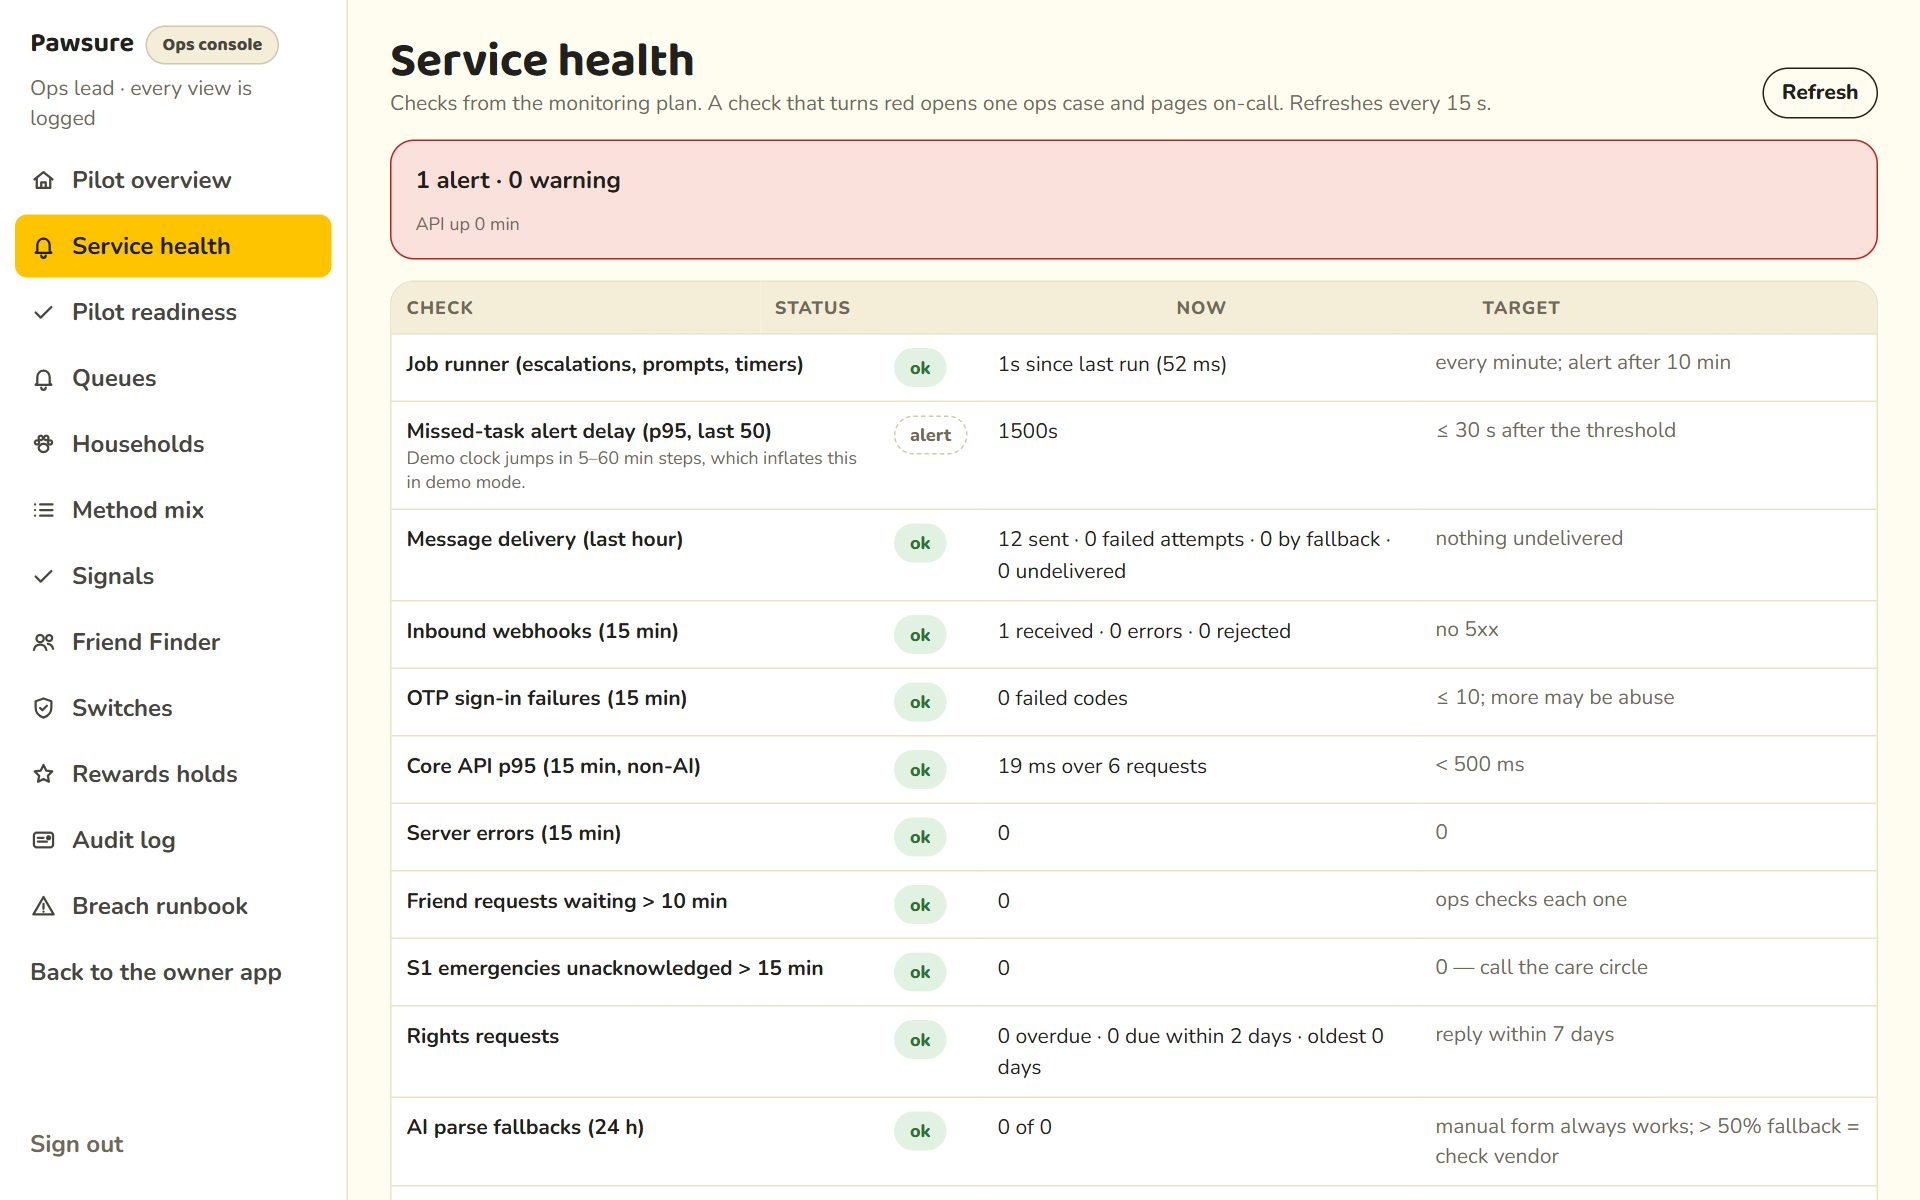 Pawsure
Ops console
Ops lead · every view is
logged
Pilot overview
Service health
Pilot readiness
Queues
Households
Method mix
Signals
Friend Finder
Switches
Rewards holds
Audit log
Breach runbook
Back to the owner app
Sign out
Service health
Checks from the monitoring plan. A check that turns red opens one ops case and pages on-call. Refreshes every 15 s.
Refresh
1 alert · 0 warning
API up 0 min
CHECK STATUS NOW TARGET
Job runner (escalations, prompts, timers) ok 1s since last run (52 ms) every minute; alert after 10 min
Missed-task alert delay (p95, last 50) alert 1500s ≤ 30 s after the threshold
Demo clock jumps in 5–60 min steps, which inflates this
in demo mode.
Message delivery (last hour) ok 12 sent · 0 failed attempts · 0 by fallback · nothing undelivered
0 undelivered
Inbound webhooks (15 min) ok 1 received · 0 errors · 0 rejected no 5xx
OTP sign-in failures (15 min) ok 0 failed codes ≤ 10; more may be abuse
Core API p95 (15 min, non-AI) ok 19 ms over 6 requests < 500 ms
Server errors (15 min) ok 0 0
Friend requests waiting > 10 min ok 0 ops checks each one
S1 emergencies unacknowledged > 15 min ok 0 0 — call the care circle
Rights requests ok 0 overdue · 0 due within 2 days · oldest 0 reply within 7 days
days
AI parse fallbacks (24 h) ok 0 of 0 manual form always works; > 50% fallback =
check vendor